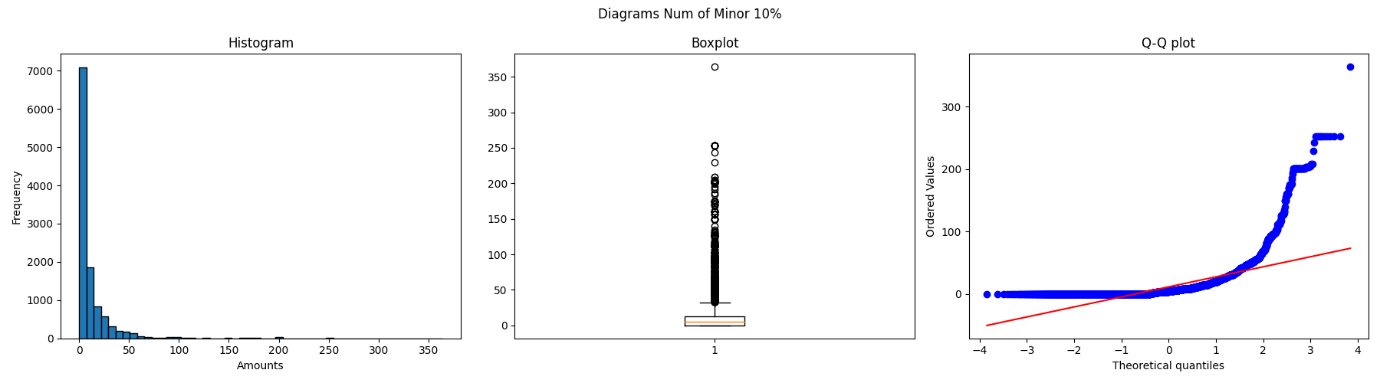 Diagrams Num of Minor 10%
Histogram
7000
6000
5000
4000
3000
2000
1000
0
Frequency
0 50 100 150 200 250 300 350
Amounts
Boxplot
350
300
250
200
150
100
50
0
1
Q-Q plot
300
200
100
0
Ordered Values
−4 −3 −2 −1 0 1 2 3 4
Theoretical quantiles